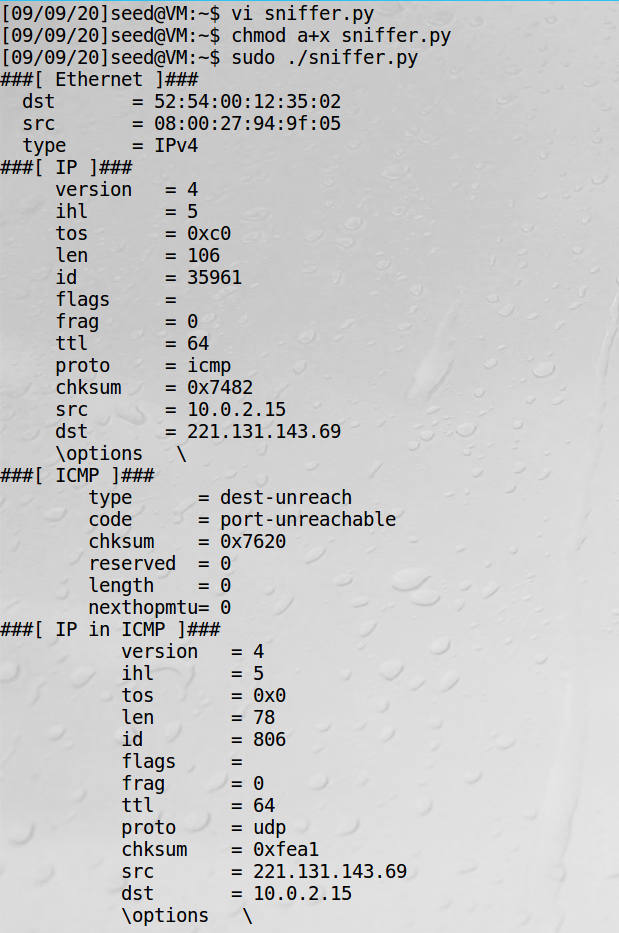 [09/09/20]seed@VM:~$ vi sniffer.py
[09/09/20]seed@VM:~$ chmod a+x sniffer.py
[09/09/20]seed@VM:~$ sudo ./sniffer.py
###[ Ethernet ]###
  dst       = 52:54:00:12:35:02
  src       = 08:00:27:94:9f:05
  type      = IPv4
###[ IP ]###
     version   = 4
     ihl       = 5
     tos       = 0xc0
     len       = 106
     id        = 35961
     flags     =
     frag      = 0
     ttl       = 64
     proto     = icmp
     chksum    = 0x7482
     src       = 10.0.2.15
     dst       = 221.131.143.69
     \options   \
###[ ICMP ]###
        type      = dest-unreach
        code      = port-unreachable
        chksum    = 0x7620
        reserved  = 0
        length    = 0
        nexthopmtu= 0
###[ IP in ICMP ]###
           version   = 4
           ihl       = 5
           tos       = 0x0
           len       = 78
           id        = 806
           flags     =
           frag      = 0
           ttl       = 64
           proto     = udp
           chksum    = 0xfea1
           src       = 221.131.143.69
           dst       = 10.0.2.15
           \options   \